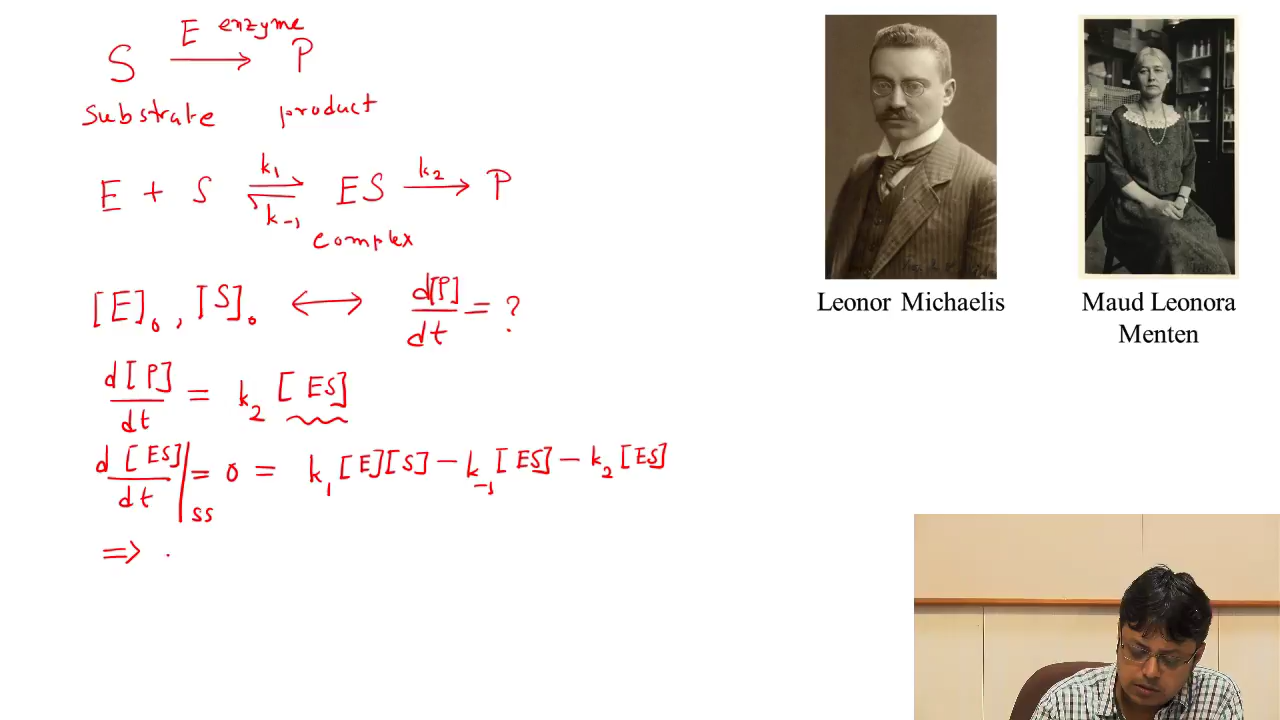 S E enzyme ⟶ P
substrate product
E + S k₁ ⇌ k₋₁ ES k₂ ⟶ P
complex
[E]₀, [S]₀ ⟷ d[P]/dt = ?
d[P]/dt = k₂ [ES]
d[ES]/dt |ss = 0 = k₁ [E][S] − k₋₁ [ES] − k₂ [ES]
⇒
Leonor Michaelis
Maud Leonora
Menten